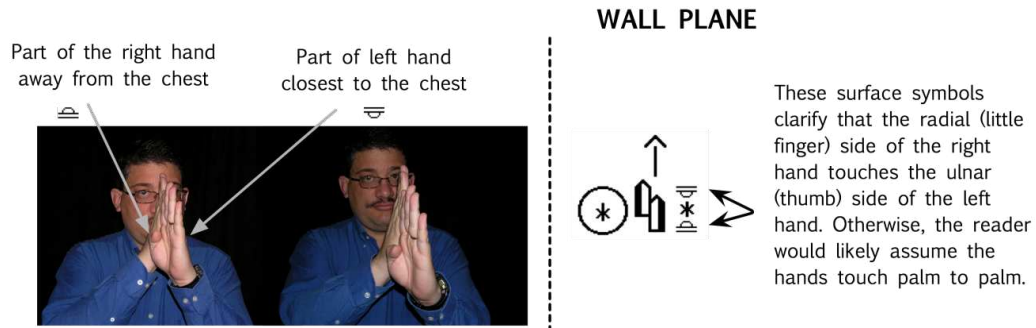 WALL PLANE
Part of the right hand
away from the chest
Part of left hand
closest to the chest
These surface symbols
clarify that the radial (little
finger) side of the right
hand touches the ulnar
(thumb) side of the left
hand. Otherwise, the reader
would likely assume the
hands touch palm to palm.